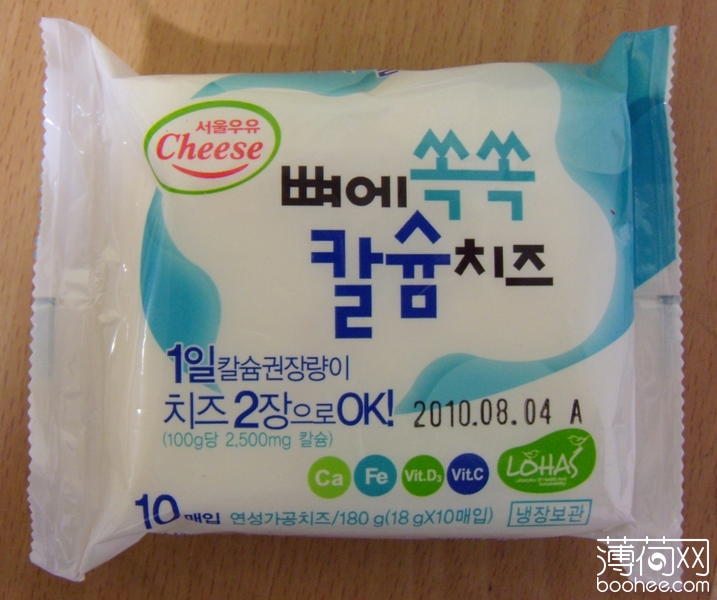 서울우유
Cheese
뼈에 쏙쏙
칼슘 치즈
1일 칼슘권장량이
치즈 2장으로 OK!
(100g당 2,500mg 칼슘)
2010.08.04 A
Ca Fe Vit.D3 Vit.C
LOHAS
10매입 연성가공치즈/180 g(18 gX10매입) 냉장보관
薄荷网
boohee.com